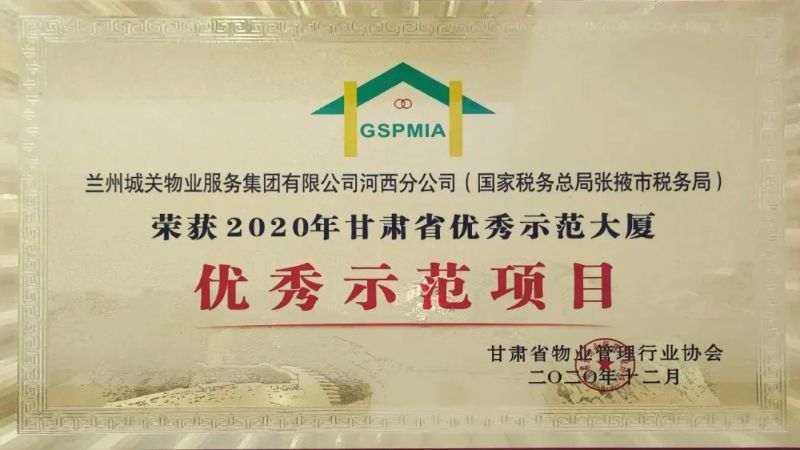 GSPMIA
兰州城关物业服务集团有限公司河西分公司（国家税务总局张掖市税务局）
荣获2020年甘肃省优秀示范大厦
优秀示范项目
甘肃省物业管理行业协会
二〇二〇年十二月